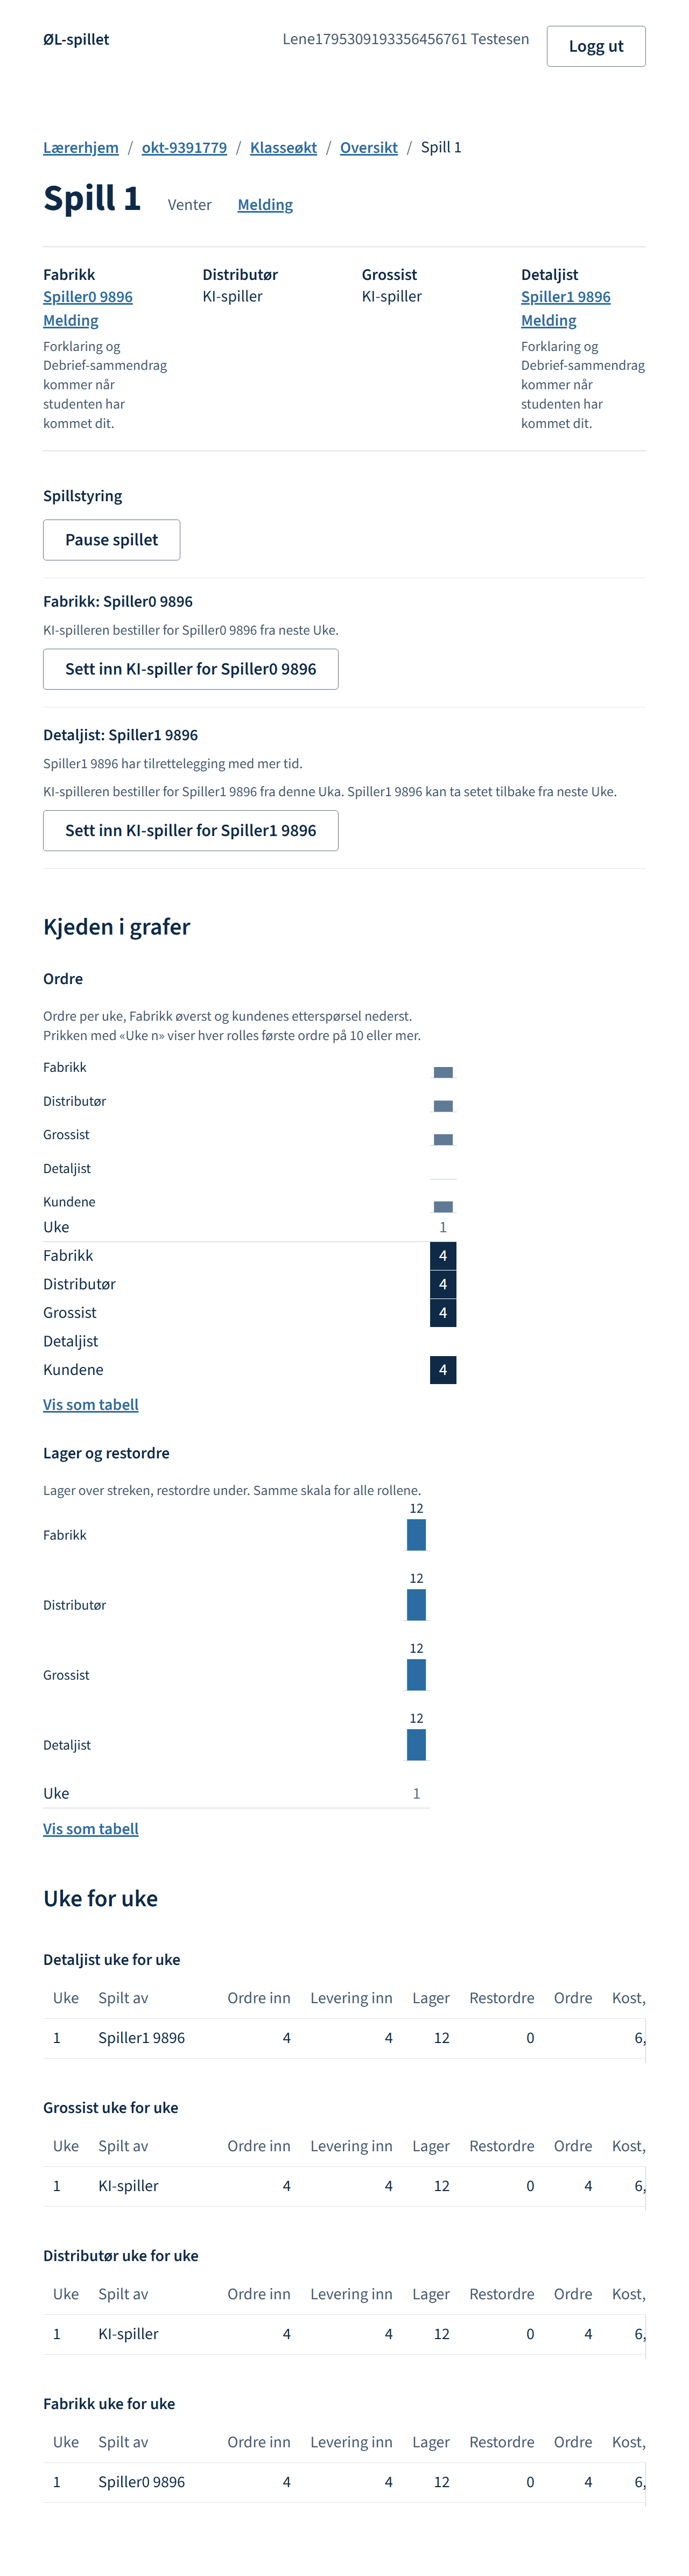 ØL-spillet
Lene1795309193356456761 Testesen
Logg ut
Lærerhjem / okt-9391779 / Klasseøkt / Oversikt / Spill 1
Spill 1 Venter Melding
Fabrikk
Spiller0 9896
Melding
Forklaring og
Debrief-sammendrag
kommer når
studenten har
kommet dit.
Distributør
KI-spiller
Grossist
KI-spiller
Detaljist
Spiller1 9896
Melding
Forklaring og
Debrief-sammendrag
kommer når
studenten har
kommet dit.
Spillstyring
Pause spillet
Fabrikk: Spiller0 9896
KI-spilleren bestiller for Spiller0 9896 fra neste Uke.
Sett inn KI-spiller for Spiller0 9896
Detaljist: Spiller1 9896
Spiller1 9896 har tilrettelegging med mer tid.
KI-spilleren bestiller for Spiller1 9896 fra denne Uka. Spiller1 9896 kan ta setet tilbake fra neste Uke.
Sett inn KI-spiller for Spiller1 9896
Kjeden i grafer
Ordre
Ordre per uke, Fabrikk øverst og kundenes etterspørsel nederst.
Prikken med «Uke n» viser hver rolles første ordre på 10 eller mer.
Fabrikk
Distributør
Grossist
Detaljist
Kundene
Uke 1
Fabrikk 4
Distributør 4
Grossist 4
Detaljist
Kundene 4
Vis som tabell
Lager og restordre
Lager over streken, restordre under. Samme skala for alle rollene.
12
Fabrikk
12
Distributør
12
Grossist
12
Detaljist
Uke 1
Vis som tabell
Uke for uke
Detaljist uke for uke
Uke Spilt av Ordre inn Levering inn Lager Restordre Ordre Kost,
1 Spiller1 9896 4 4 12 0 6,
Grossist uke for uke
Uke Spilt av Ordre inn Levering inn Lager Restordre Ordre Kost,
1 KI-spiller 4 4 12 0 4 6,
Distributør uke for uke
Uke Spilt av Ordre inn Levering inn Lager Restordre Ordre Kost,
1 KI-spiller 4 4 12 0 4 6,
Fabrikk uke for uke
Uke Spilt av Ordre inn Levering inn Lager Restordre Ordre Kost,
1 Spiller0 9896 4 4 12 0 4 6,